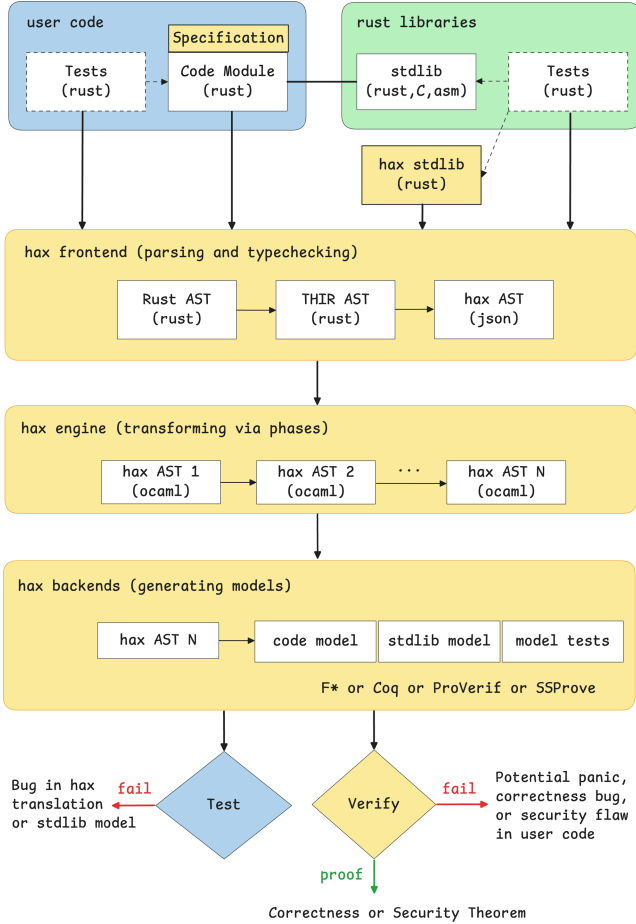 user code
rust libraries
Specification
Tests
(rust)
Code Module
(rust)
stdlib
(rust,C,asm)
Tests
(rust)
hax stdlib
(rust)
hax frontend (parsing and typechecking)
Rust AST
(rust)
THIR AST
(rust)
hax AST
(json)
hax engine (transforming via phases)
hax AST 1
(ocaml)
hax AST 2
(ocaml)
...
hax AST N
(ocaml)
hax backends (generating models)
hax AST N
code model
stdlib model
model tests
F* or Coq or ProVerif or SSProve
Bug in hax
translation
or stdlib model
fail
Test
Verify
fail
Potential panic,
correctness bug,
or security flaw
in user code
proof
Correctness or Security Theorem